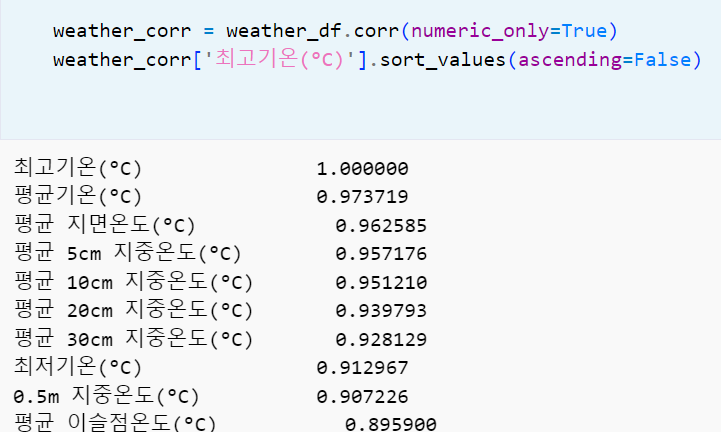 weather_corr = weather_df.corr(numeric_only=True)
weather_corr['최고기온(°C)'].sort_values(ascending=False)
최고기온(°C) 1.000000
평균기온(°C) 0.973719
평균 지면온도(°C) 0.962585
평균 5cm 지중온도(°C) 0.957176
평균 10cm 지중온도(°C) 0.951210
평균 20cm 지중온도(°C) 0.939793
평균 30cm 지중온도(°C) 0.928129
최저기온(°C) 0.912967
0.5m 지중온도(°C) 0.907226
평균 이슬점온도(°C) 0.895900